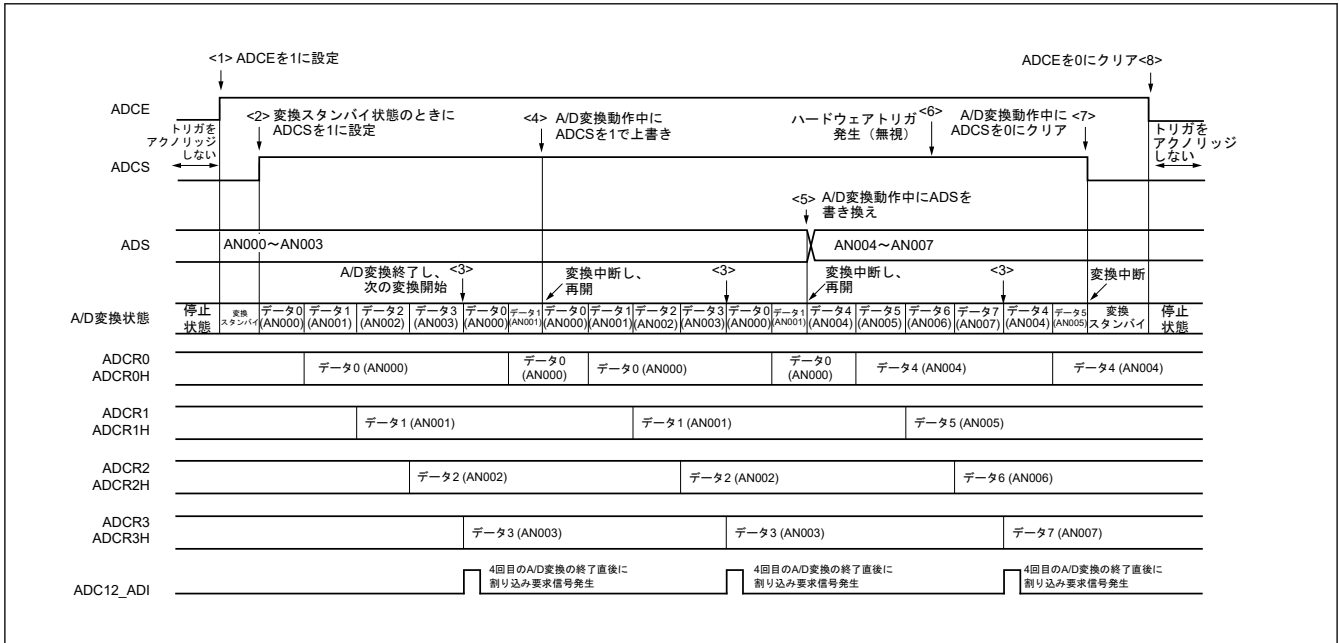 <1> ADCEを1に設定
ADCEを0にクリア<8>
ADCE
<2> 変換スタンバイ状態のときに
ADCSを1に設定
<4> A/D変換動作中に
ADCSを1で上書き
ハードウェアトリガ <6>
発生（無視）
A/D変換動作中に <7>
ADCSを0にクリア
トリガを
アクノリッジ
しない
トリガを
アクノリッジ
しない
ADCS
<5> A/D変換動作中にADSを
書き換え
ADS
AN000～AN003
AN004～AN007
A/D変換終了し、 <3>
次の変換開始
変換中断し、
再開
<3>
変換中断し、
再開
<3>
変換中断
A/D変換状態
停止
状態
変換
スタンバイ
データ0
(AN000)
データ1
(AN001)
データ2
(AN002)
データ3
(AN003)
データ0
(AN000)
データ1
(AN001)
データ0
(AN000)
データ1
(AN001)
データ2
(AN002)
データ3
(AN003)
データ0
(AN000)
データ1
(AN001)
データ4
(AN004)
データ5
(AN005)
データ6
(AN006)
データ7
(AN007)
データ4
(AN004)
データ5
(AN005)
変換
スタンバイ
停止
状態
ADCR0
ADCR0H
データ0 (AN000)
データ0
(AN000)
データ0 (AN000)
データ0
(AN000)
データ4 (AN004)
データ4 (AN004)
ADCR1
ADCR1H
データ1 (AN001)
データ1 (AN001)
データ5 (AN005)
ADCR2
ADCR2H
データ2 (AN002)
データ2 (AN002)
データ6 (AN006)
ADCR3
ADCR3H
データ3 (AN003)
データ3 (AN003)
データ7 (AN007)
ADC12_ADI
4回目のA/D変換の終了直後に
割り込み要求信号発生
4回目のA/D変換の終了直後に
割り込み要求信号発生
4回目のA/D変換の終了直後に
割り込み要求信号発生